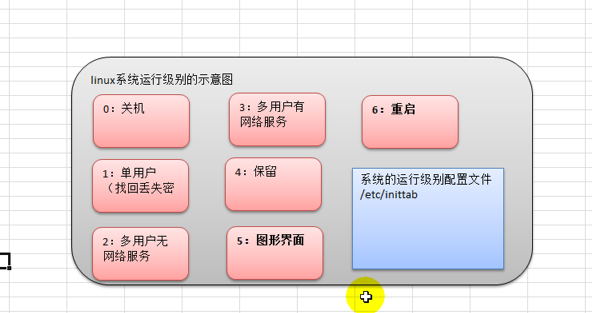 linux系统运行级别的示意图
0：关机
3：多用户有
网络服务
6：重启
1：单用户
（找回丢失密
4：保留
系统的运行级别配置文件
/etc/inittab
2：多用户无
网络服务
5：图形界面